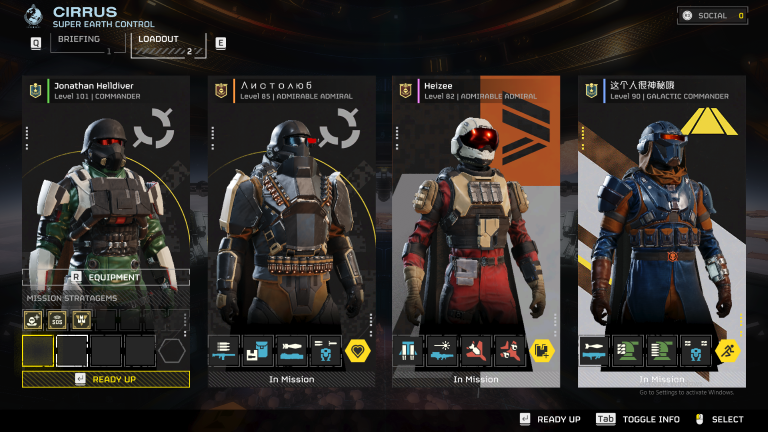 CIRRUS
SUPER EARTH CONTROL
SOCIAL 0
Q
BRIEFING
1
LOADOUT
2
E
Jonathan Helldiver
Level 101 | COMMANDER
Листолюб
Level 85 | ADMIRABLE ADMIRAL
Heizee
Level 82 | ADMIRABLE ADMIRAL
这个人很神秘哦
Level 90 | GALACTIC COMMANDER
R EQUIPMENT
MISSION STRATAGEMS
SOS
READY UP
In Mission
In Mission
In Mission
Go to Settings to activate Windows.
READY UP
Tab TOGGLE INFO
SELECT